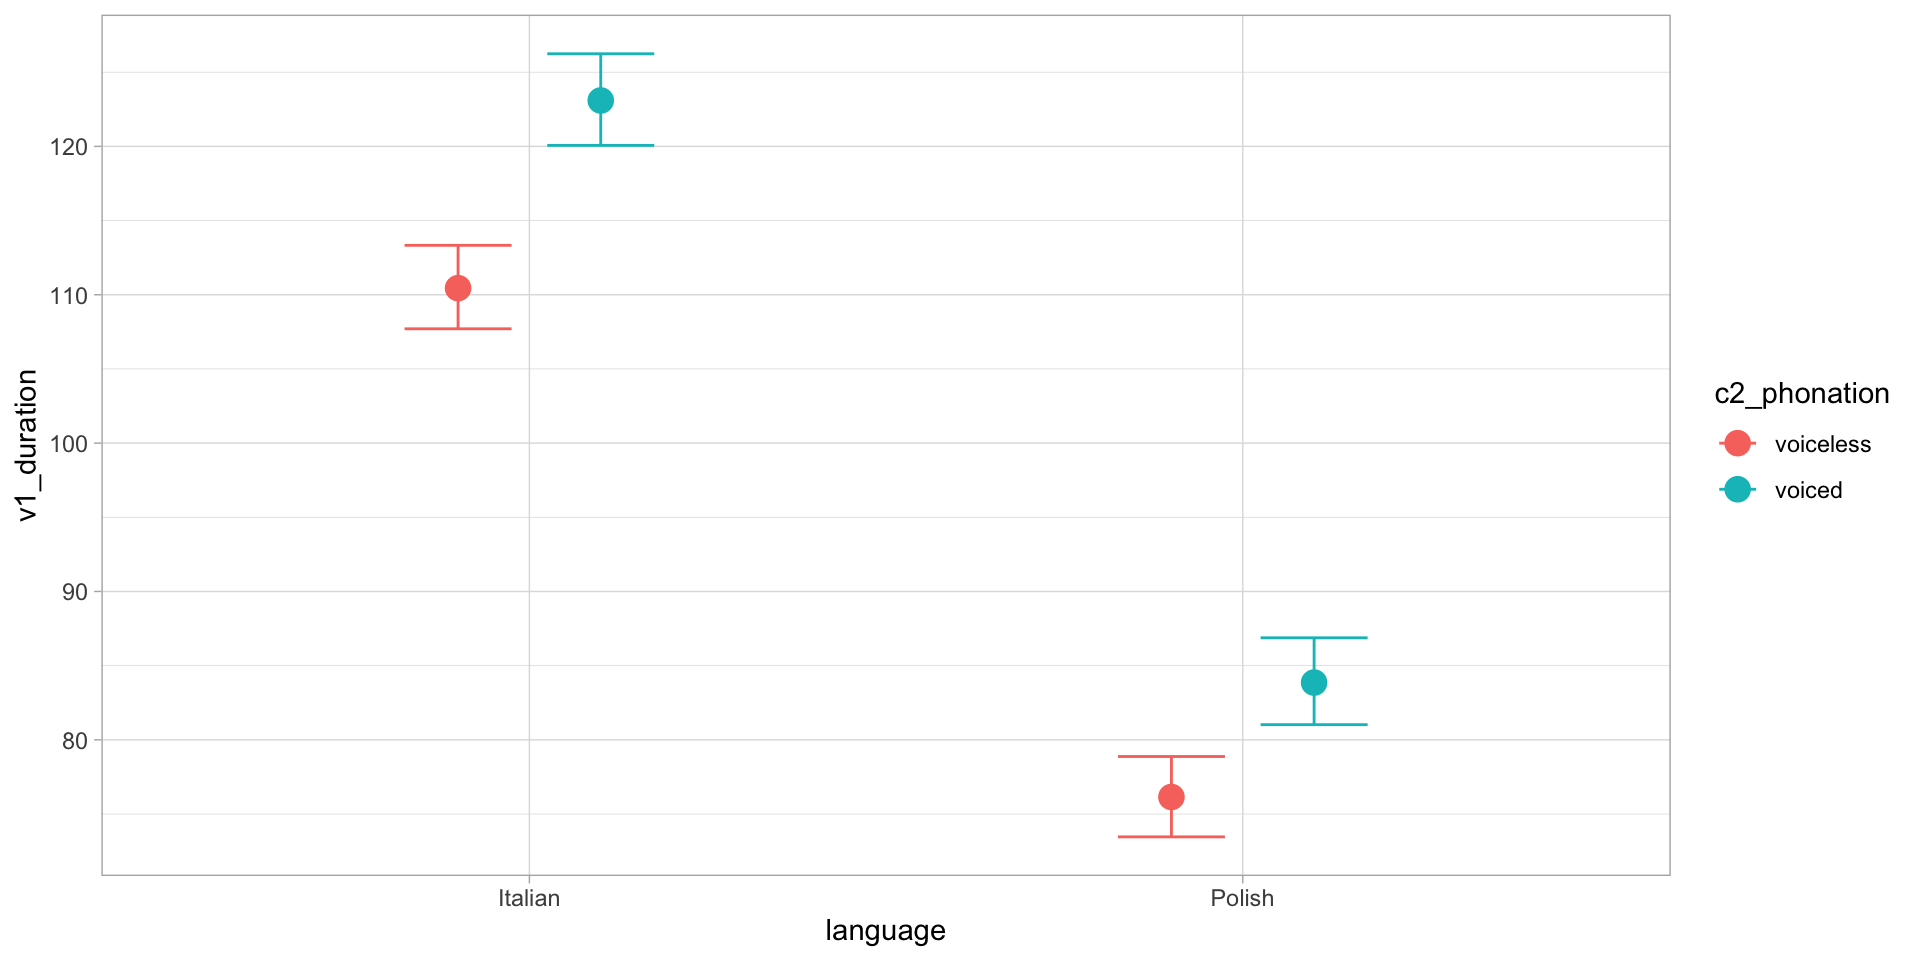 v1_duration
120
110
100
90
80
Italian
Polish
language
c2_phonation
voiceless
voiced